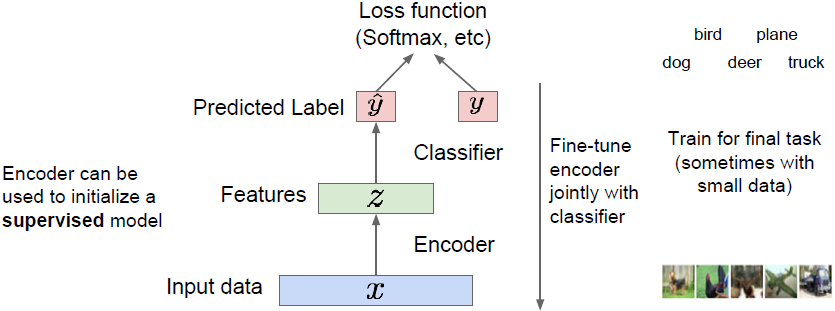 Loss function
(Softmax, etc)
bird plane
dog deer truck
Predicted Label
ŷ
y
Classifier
Fine-tune
encoder
jointly with
classifier
Train for final task
(sometimes with
small data)
Encoder can be
used to initialize a
supervised model
Features
z
Encoder
Input data
x